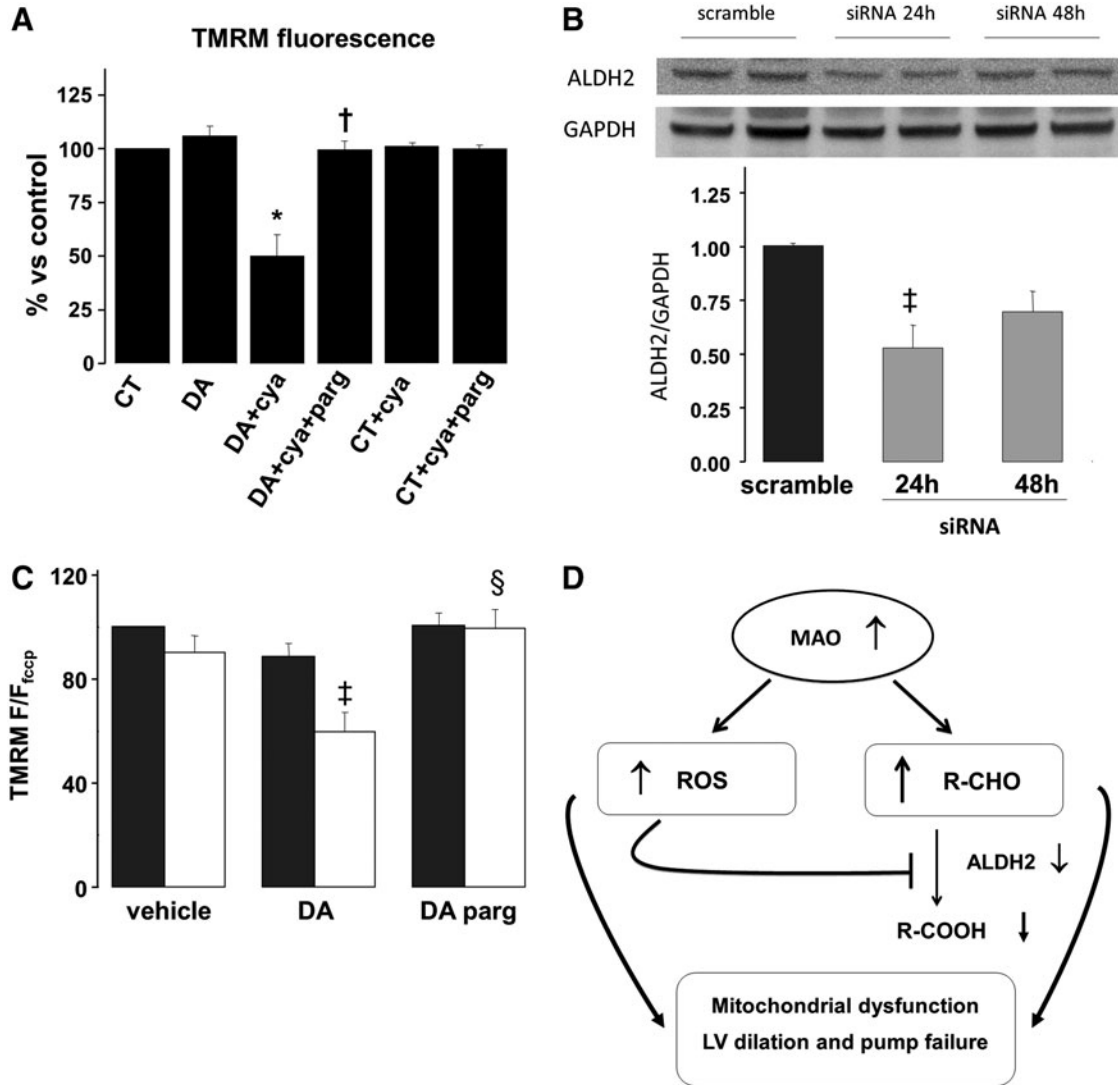 A
TMRM fluorescence
% vs control
125
100
75
50
25
0
†
*
CT
DA
DA+cya
DA+cya+parg
CT+cya
CT+cya+parg
B
scramble siRNA 24h siRNA 48h
ALDH2
GAPDH
ALDH2/GAPDH
1.25
1.00
0.75
0.50
0.25
0.00
‡
scramble 24h 48h
siRNA
C
TMRM F/Ffccp
120
80
40
0
‡
§
vehicle DA DA parg
D
MAO ↑
↑ ROS
↑ R-CHO
ALDH2 ↓
R-COOH ↓
Mitochondrial dysfunction
LV dilation and pump failure